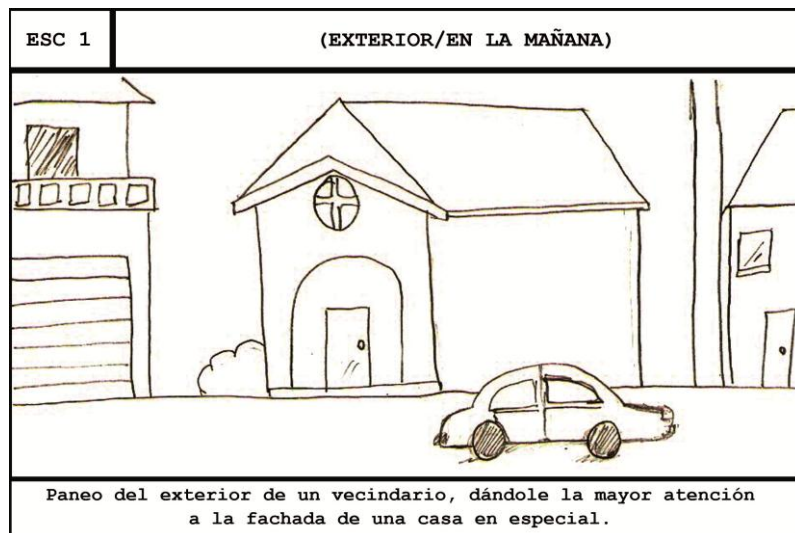 ESC 1
(EXTERIOR/EN LA MAÑANA)
Paneo del exterior de un vecindario, dándole la mayor atención
a la fachada de una casa en especial.